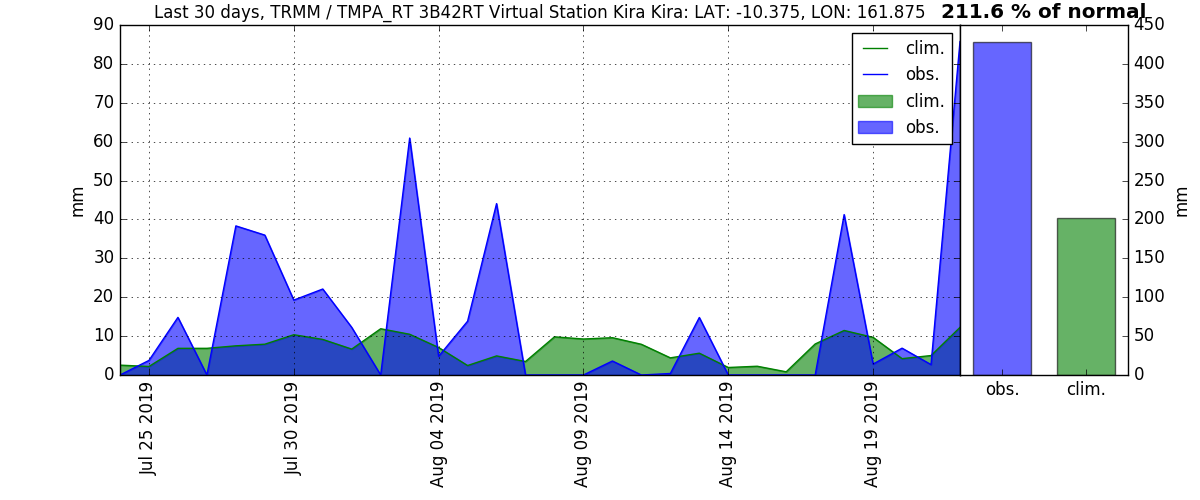 Last 30 days, TRMM / TMPA_RT 3B42RT Virtual Station Kira Kira: LAT: -10.375, LON: 161.875 211.6 % of normal
90
80
70
60
50
40
30
20
10
0
mm
clim.
obs.
clim.
obs.
Jul 25 2019
Jul 30 2019
Aug 04 2019
Aug 09 2019
Aug 14 2019
Aug 19 2019
450
400
350
300
250
200
150
100
50
0
mm
obs. clim.